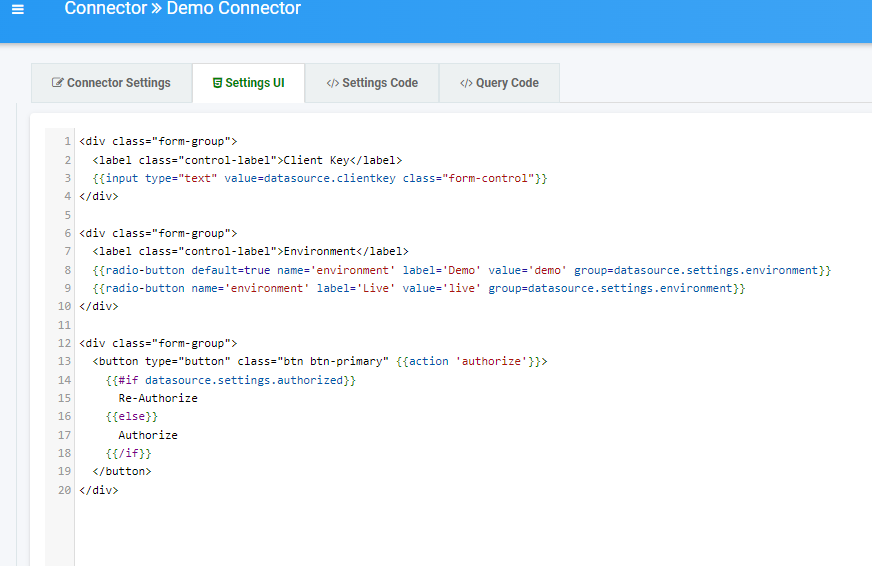 Connector » Demo Connector
Connector Settings
Settings UI
</> Settings Code
</> Query Code
1 <div class="form-group">
2   <label class="control-label">Client Key</label>
3   {{input type="text" value=datasource.clientkey class="form-control"}}
4 </div>
5
6 <div class="form-group">
7   <label class="control-label">Environment</label>
8   {{radio-button default=true name='environment' label='Demo' value='demo' group=datasource.settings.environment}}
9   {{radio-button name='environment' label='Live' value='live' group=datasource.settings.environment}}
10 </div>
11
12 <div class="form-group">
13   <button type="button" class="btn btn-primary" {{action 'authorize'}}>
14     {{#if datasource.settings.authorized}}
15       Re-Authorize
16     {{else}}
17       Authorize
18     {{/if}}
19   </button>
20 </div>